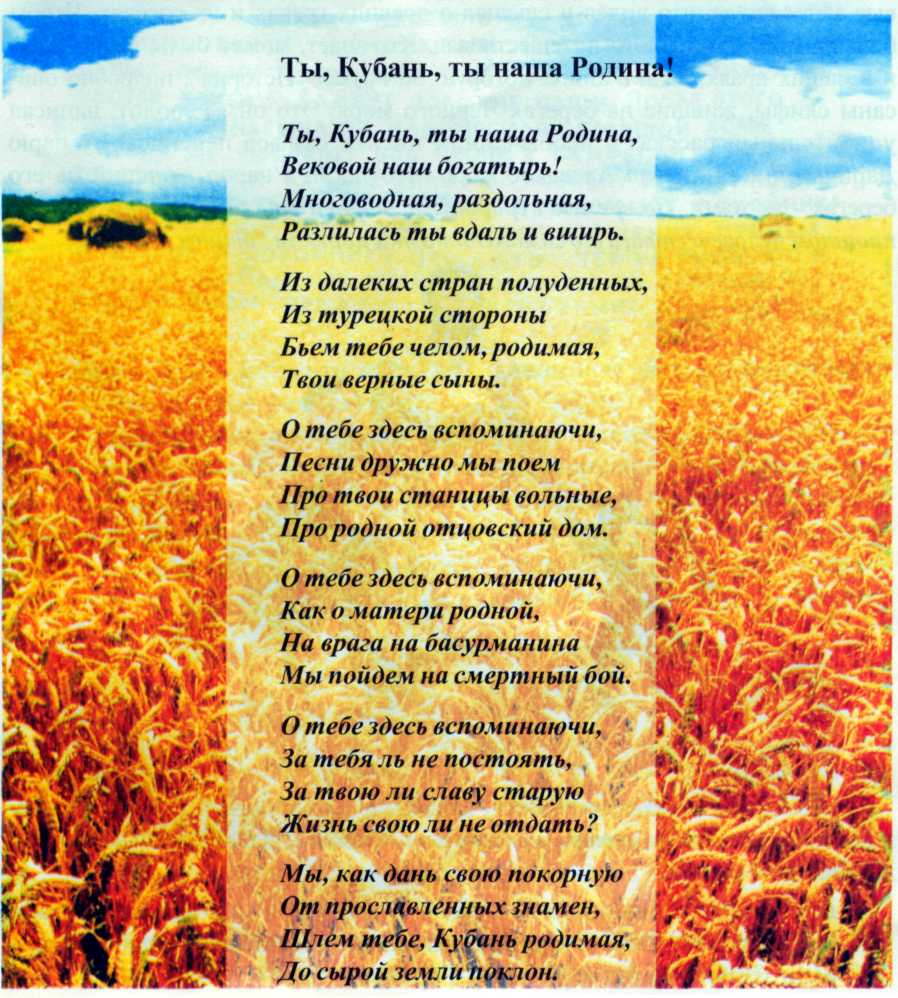 Ты, Кубань, ты наша Родина!
Ты, Кубань, ты наша Родина,
Вековой наш богатырь!
Многоводная, раздольная,
Разлилась ты вдаль и вширь.
Из далеких стран полуденных,
Из турецкой стороны
Бьем тебе челом, родимая,
Твои верные сыны.
О тебе здесь вспоминаючи,
Песни дружно мы поем
Про твои станицы вольные,
Про родной отцовский дом.
О тебе здесь вспоминаючи,
Как о матери родной,
На врага на басурманина
Мы пойдем на смертный бой.
О тебе здесь вспоминаючи,
За тебя ль не постоять,
За твою ли славу старую
Жизнь свою ли не отдать?
Мы, как дань свою покорную
От прославленных знамен,
Шлем тебе, Кубань родимая,
До сырой земли поклон.